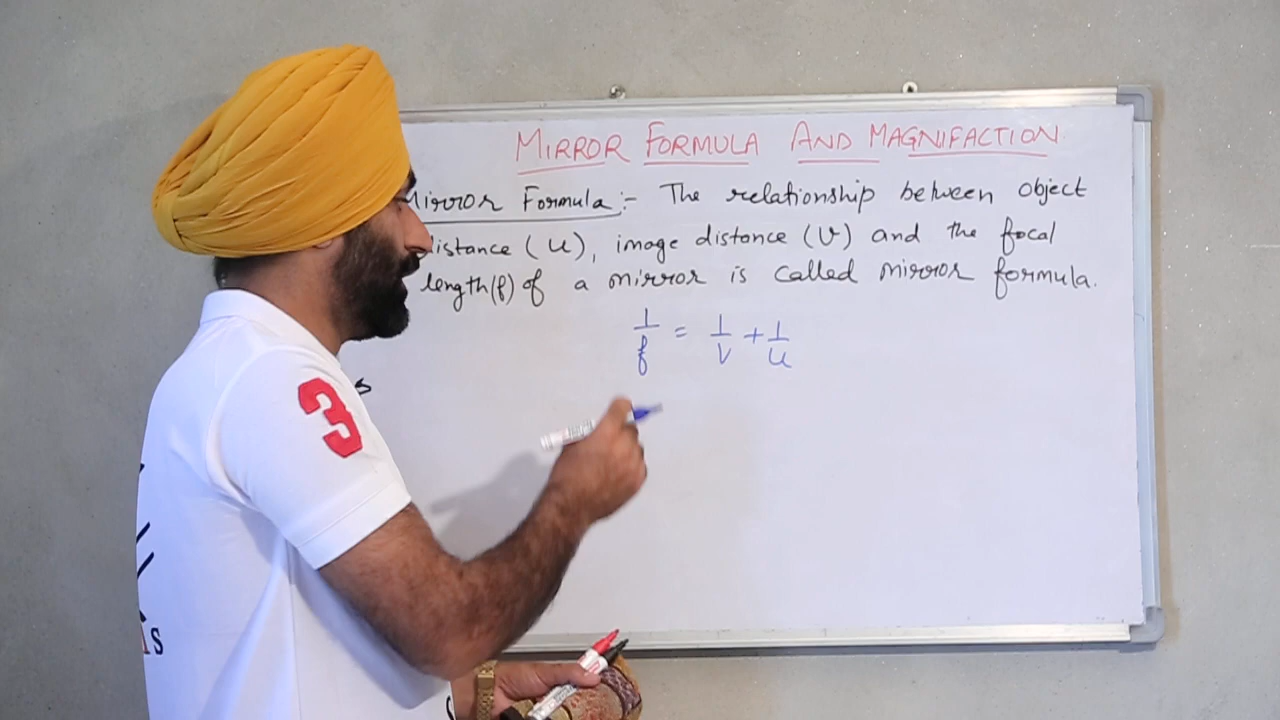 MIRROR FORMULA AND MAGNIFACTION
Mirror Formula :- The relationship between object
distance (u), image distance (v) and the focal
length(f) of a mirror is called mirror formula.
1/f = 1/v + 1/u
3
S